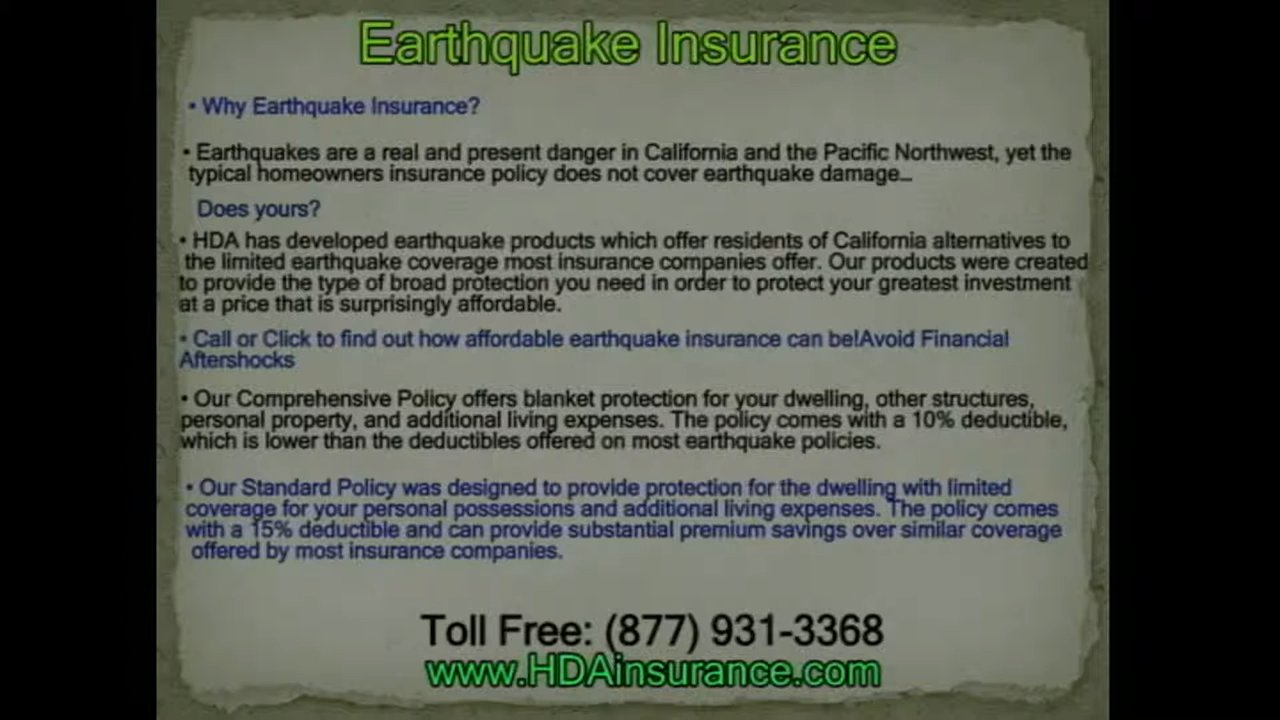 Earthquake Insurance
• Why Earthquake Insurance?
• Earthquakes are a real and present danger in California and the Pacific Northwest, yet the
typical homeowners insurance policy does not cover earthquake damage...
Does yours?
• HDA has developed earthquake products which offer residents of California alternatives to
the limited earthquake coverage most insurance companies offer. Our products were created
to provide the type of broad protection you need in order to protect your greatest investment
at a price that is surprisingly affordable.
• Call or Click to find out how affordable earthquake insurance can be!Avoid Financial
Aftershocks
• Our Comprehensive Policy offers blanket protection for your dwelling, other structures,
personal property, and additional living expenses. The policy comes with a 10% deductible,
which is lower than the deductibles offered on most earthquake policies.
• Our Standard Policy was designed to provide protection for the dwelling with limited
coverage for your personal possessions and additional living expenses. The policy comes
with a 15% deductible and can provide substantial premium savings over similar coverage
offered by most insurance companies.
Toll Free: (877) 931-3368
www.HDAinsurance.com